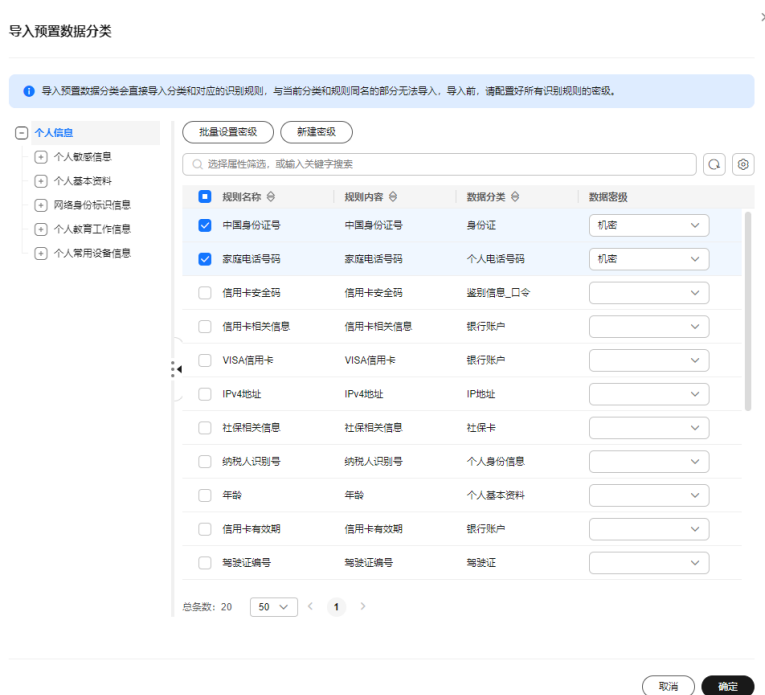 导入预置数据分类
导入预置数据分类会直接导入分类和对应的识别规则，与当前分类和规则同名的部分无法导入，导入前，请配置好所有识别规则的密级。
个人信息
个人敏感信息
个人基本资料
网络身份标识信息
个人教育工作信息
个人常用设备信息
批量设置密级 新建密级
选择属性筛选，或输入关键字搜索
规则名称 规则内容 数据分类 数据密级
中国身份证号 中国身份证号 身份证 机密
家庭电话号码 家庭电话号码 个人电话号码 机密
信用卡安全码 信用卡安全码 鉴别信息_口令
信用卡相关信息 信用卡相关信息 银行账户
VISA信用卡 VISA信用卡 银行账户
IPv4地址 IPv4地址 IP地址
社保相关信息 社保相关信息 社保卡
纳税人识别号 纳税人识别号 个人身份信息
年龄 年龄 个人基本资料
信用卡有效期 信用卡有效期 银行账户
驾驶证编号 驾驶证编号 驾驶证
总条数：20 50 1
取消 确定